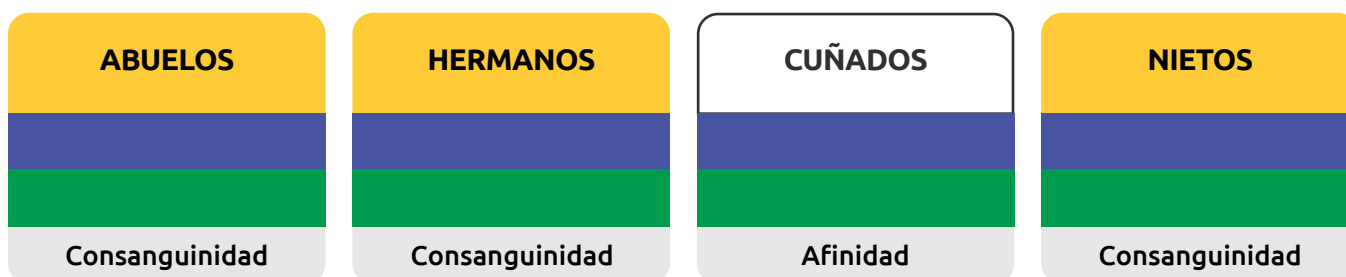 ABUELOS
HERMANOS
CUÑADOS
NIETOS
Consanguinidad
Consanguinidad
Afinidad
Consanguinidad